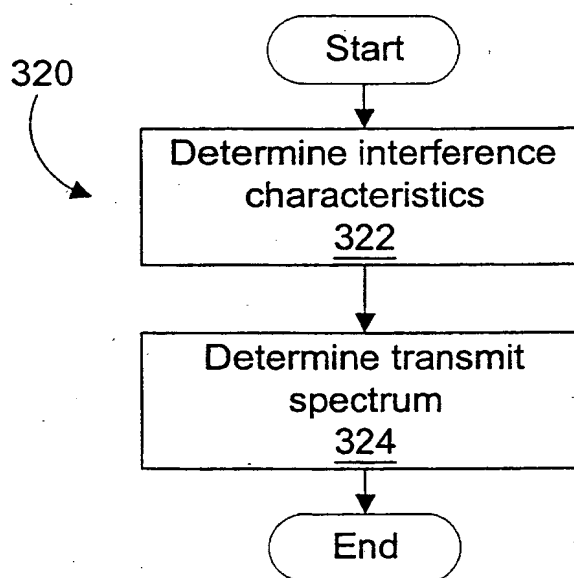 Start
320
Determine interference
characteristics
322
Determine transmit
spectrum
324
End